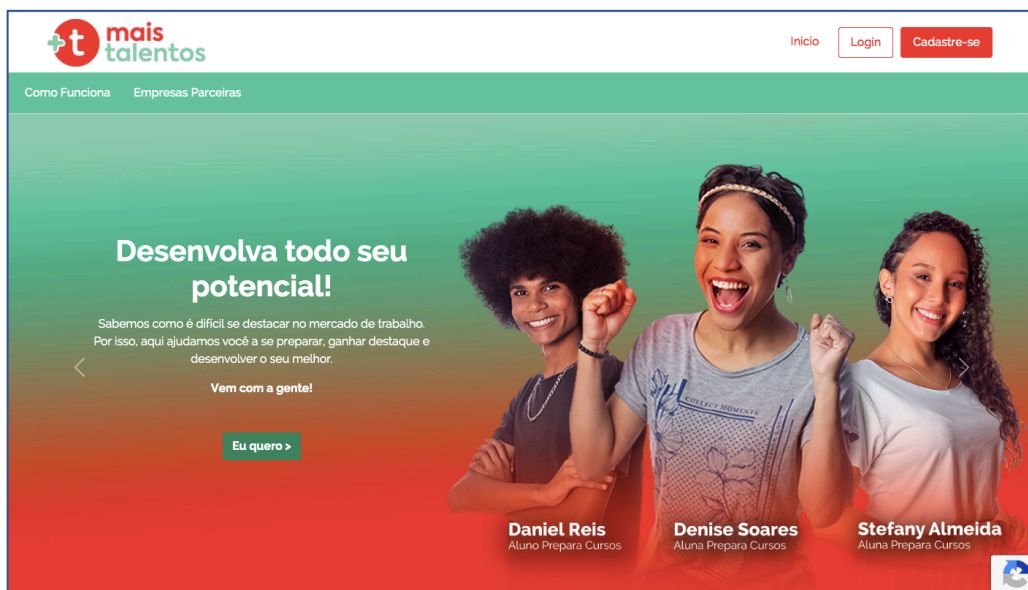 +t mais
talentos
Inicio
Login
Cadastre-se
Como Funciona
Empresas Parceiras
Desenvolva todo seu
potencial!
Sabemos como é difícil se destacar no mercado de trabalho.
Por isso, aqui ajudamos você a se preparar, ganhar destaque e
desenvolver o seu melhor.
Vem com a gente!
Eu quero >
COLLECT MOMENTS
Daniel Reis
Aluno Prepara Cursos
Denise Soares
Aluna Prepara Cursos
Stefany Almeida
Aluna Prepara Cursos